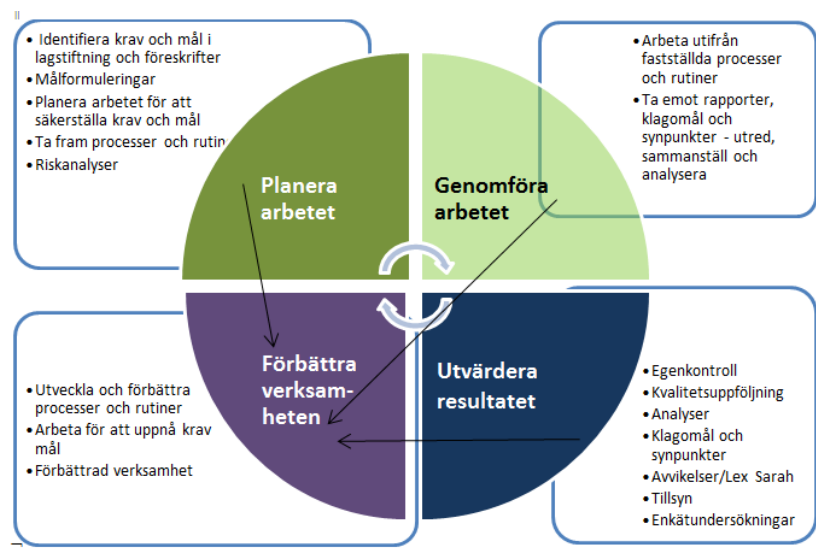 • Identifiera krav och mål i
lagstiftning och föreskrifter
• Målformuleringar
• Planera arbetet för att
säkerställa krav och mål
• Ta fram processer och rutin
• Riskanalyser
• Arbeta utifrån
fastställda processer
och rutiner
• Ta emot rapporter,
klagomål och
synpunkter - utred,
sammanställ och
analysera
Planera
arbetet
Genomföra
arbetet
Förbättra
verksam-
heten
Utvärdera
resultatet
• Utveckla och förbättra
processer och rutiner
• Arbeta för att uppnå krav
mål
• Förbättrad verksamhet
• Egenkontroll
• Kvalitetsuppföljning
• Analyser
• Klagomål och
synpunkter
• Avvikelser/Lex Sarah
• Tillsyn
• Enkätundersökningar